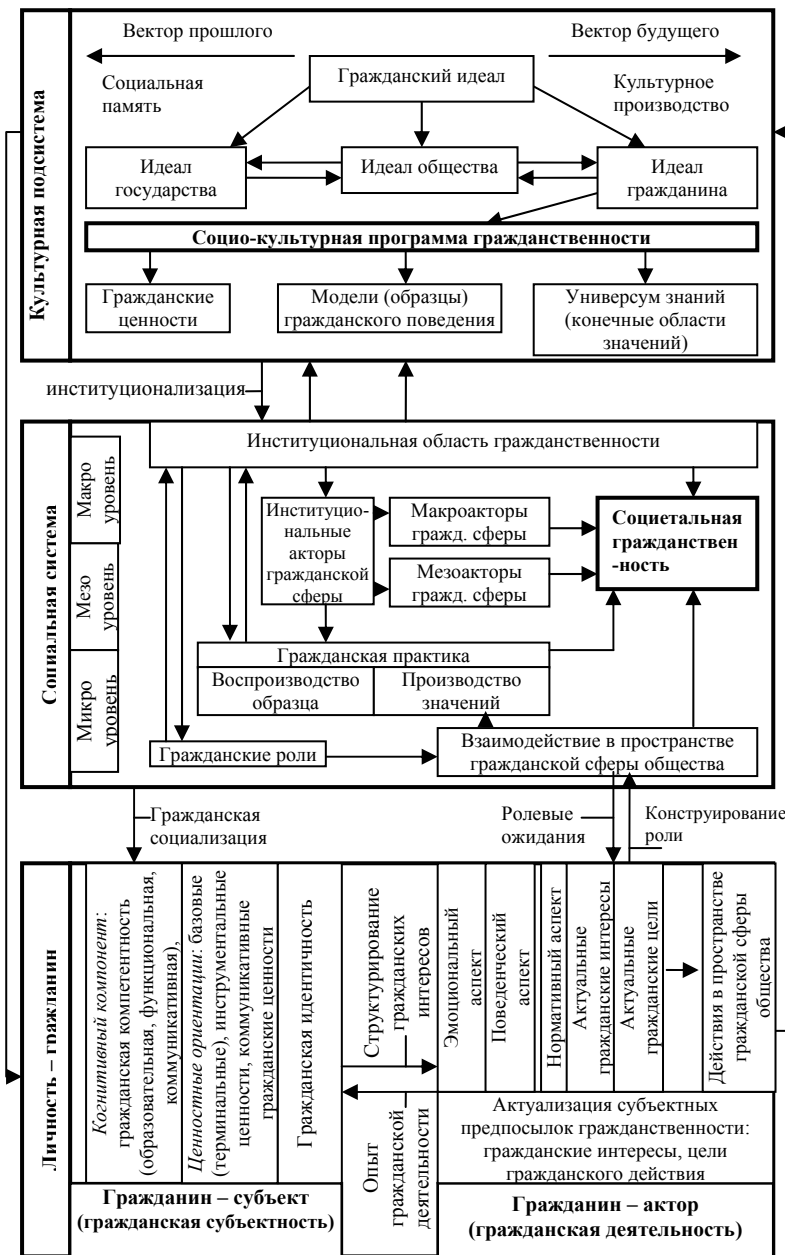 Вектор прошлого
Вектор будущего
Социальная
память
Гражданский идеал
Культурное
производство
Идеал
государства
Идеал общества
Идеал
гражданина
Социо-культурная программа гражданственности
Гражданские
ценности
Модели (образцы)
гражданского поведения
Универсум знаний
(конечные области
значений)
Культурная подсистема
институционализация
Социальная система
Макро
уровень
Мезо
уровень
Микро
уровень
Институциональная область гражданственности
Институцио-
нальные
акторы
гражданской
сферы
Макроакторы
гражд. сферы
Мезоакторы
гражд. сферы
Социетальная
гражданствен
-ность
Гражданская практика
Воспроизводство
образца
Производство
значений
Гражданские роли
Взаимодействие в пространстве
гражданской сферы общества
Гражданская
социализация
Ролевые
ожидания
Конструирование
роли
Личность – гражданин
Когнитивный компонент:
гражданская компетентность
(образовательная, функциональная,
коммуникативная),
Ценностные ориентации: базовые
(терминальные), инструментальные
ценности, коммуникативные
гражданские ценности
Гражданская идентичность
Структурирование
гражданских
интересов
Опыт
гражданской
деятельности
Эмоциональный
аспект
Поведенческий
аспект
Нормативный аспект
Актуальные
гражданские интересы
Актуальные
гражданские цели
Действия в пространстве
гражданской сферы
общества
Актуализация субъектных
предпосылок гражданственности:
гражданские интересы, цели
гражданского действия
Гражданин – субъект
(гражданская субъектность)
Гражданин – актор
(гражданская деятельность)